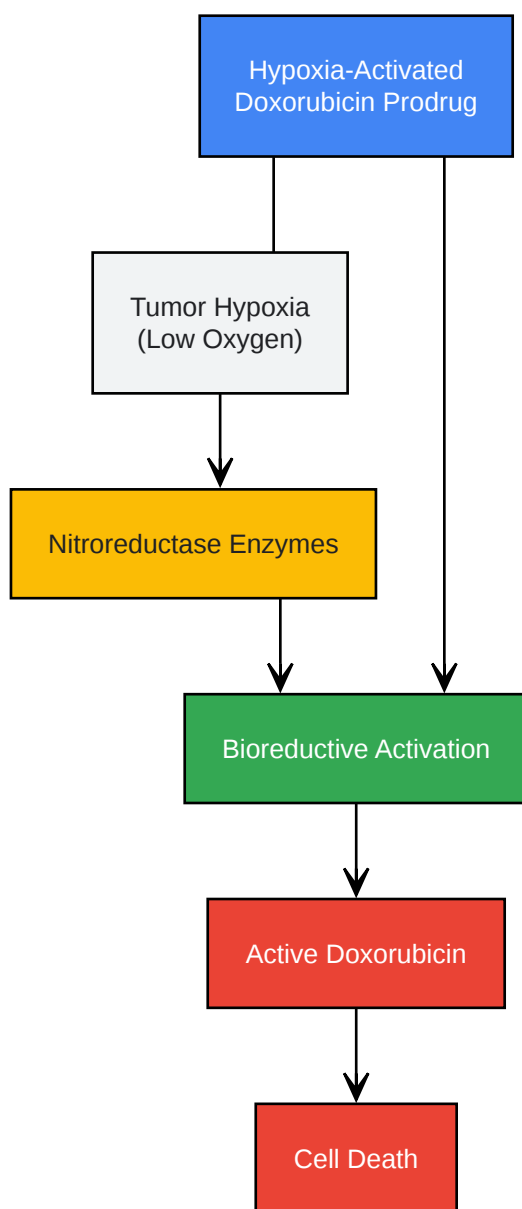 Hypoxia-Activated
Doxorubicin Prodrug
Tumor Hypoxia
(Low Oxygen)
Nitroreductase Enzymes
Bioreductive Activation
Active Doxorubicin
Cell Death